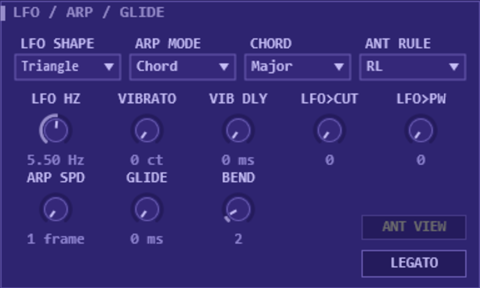 LFO / ARP / GLIDE
LFO SHAPE ARP MODE CHORD ANT RULE
Triangle Chord Major RL
LFO HZ VIBRATO VIB DLY LFO>CUT LFO>PW
5.50 Hz 0 ct 0 ms 0 0
ARP SPD GLIDE BEND
1 frame 0 ms 2
ANT VIEW
LEGATO